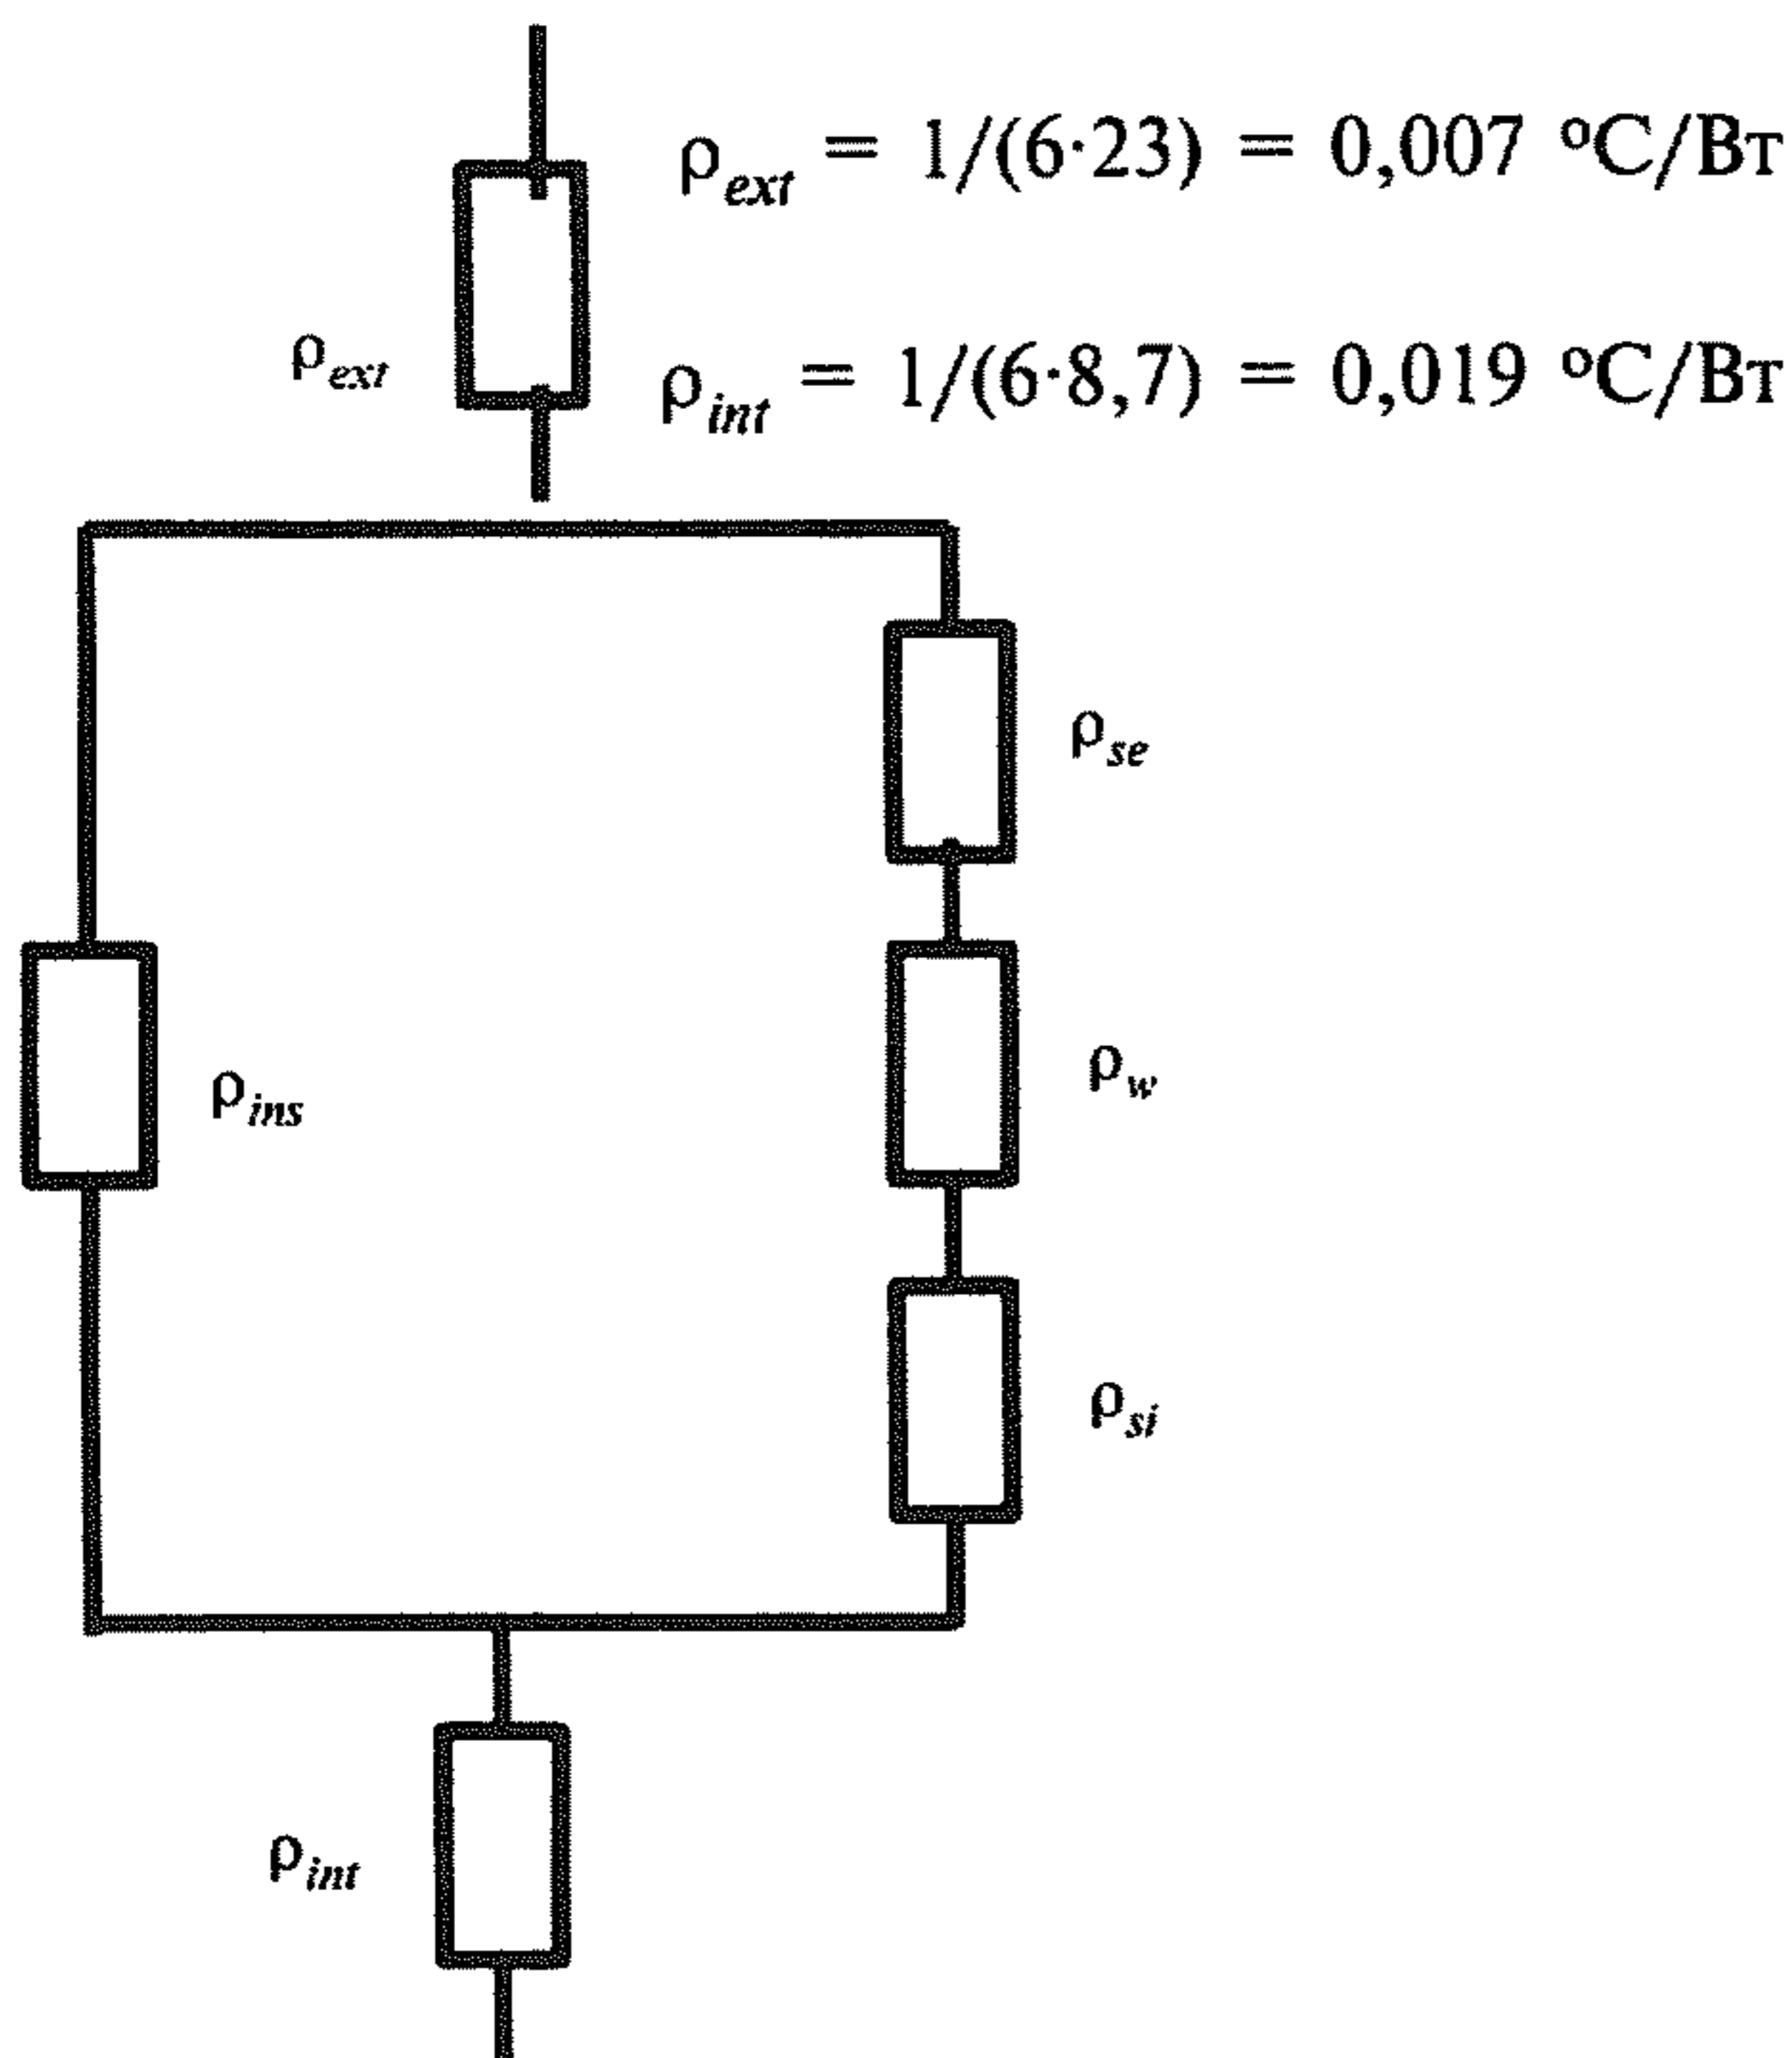 ρext = 1/(6·23) = 0,007 °C/Вт
ρext
ρint = 1/(6·8,7) = 0,019 °C/Вт
ρse
ρins
ρw
ρsi
ρint